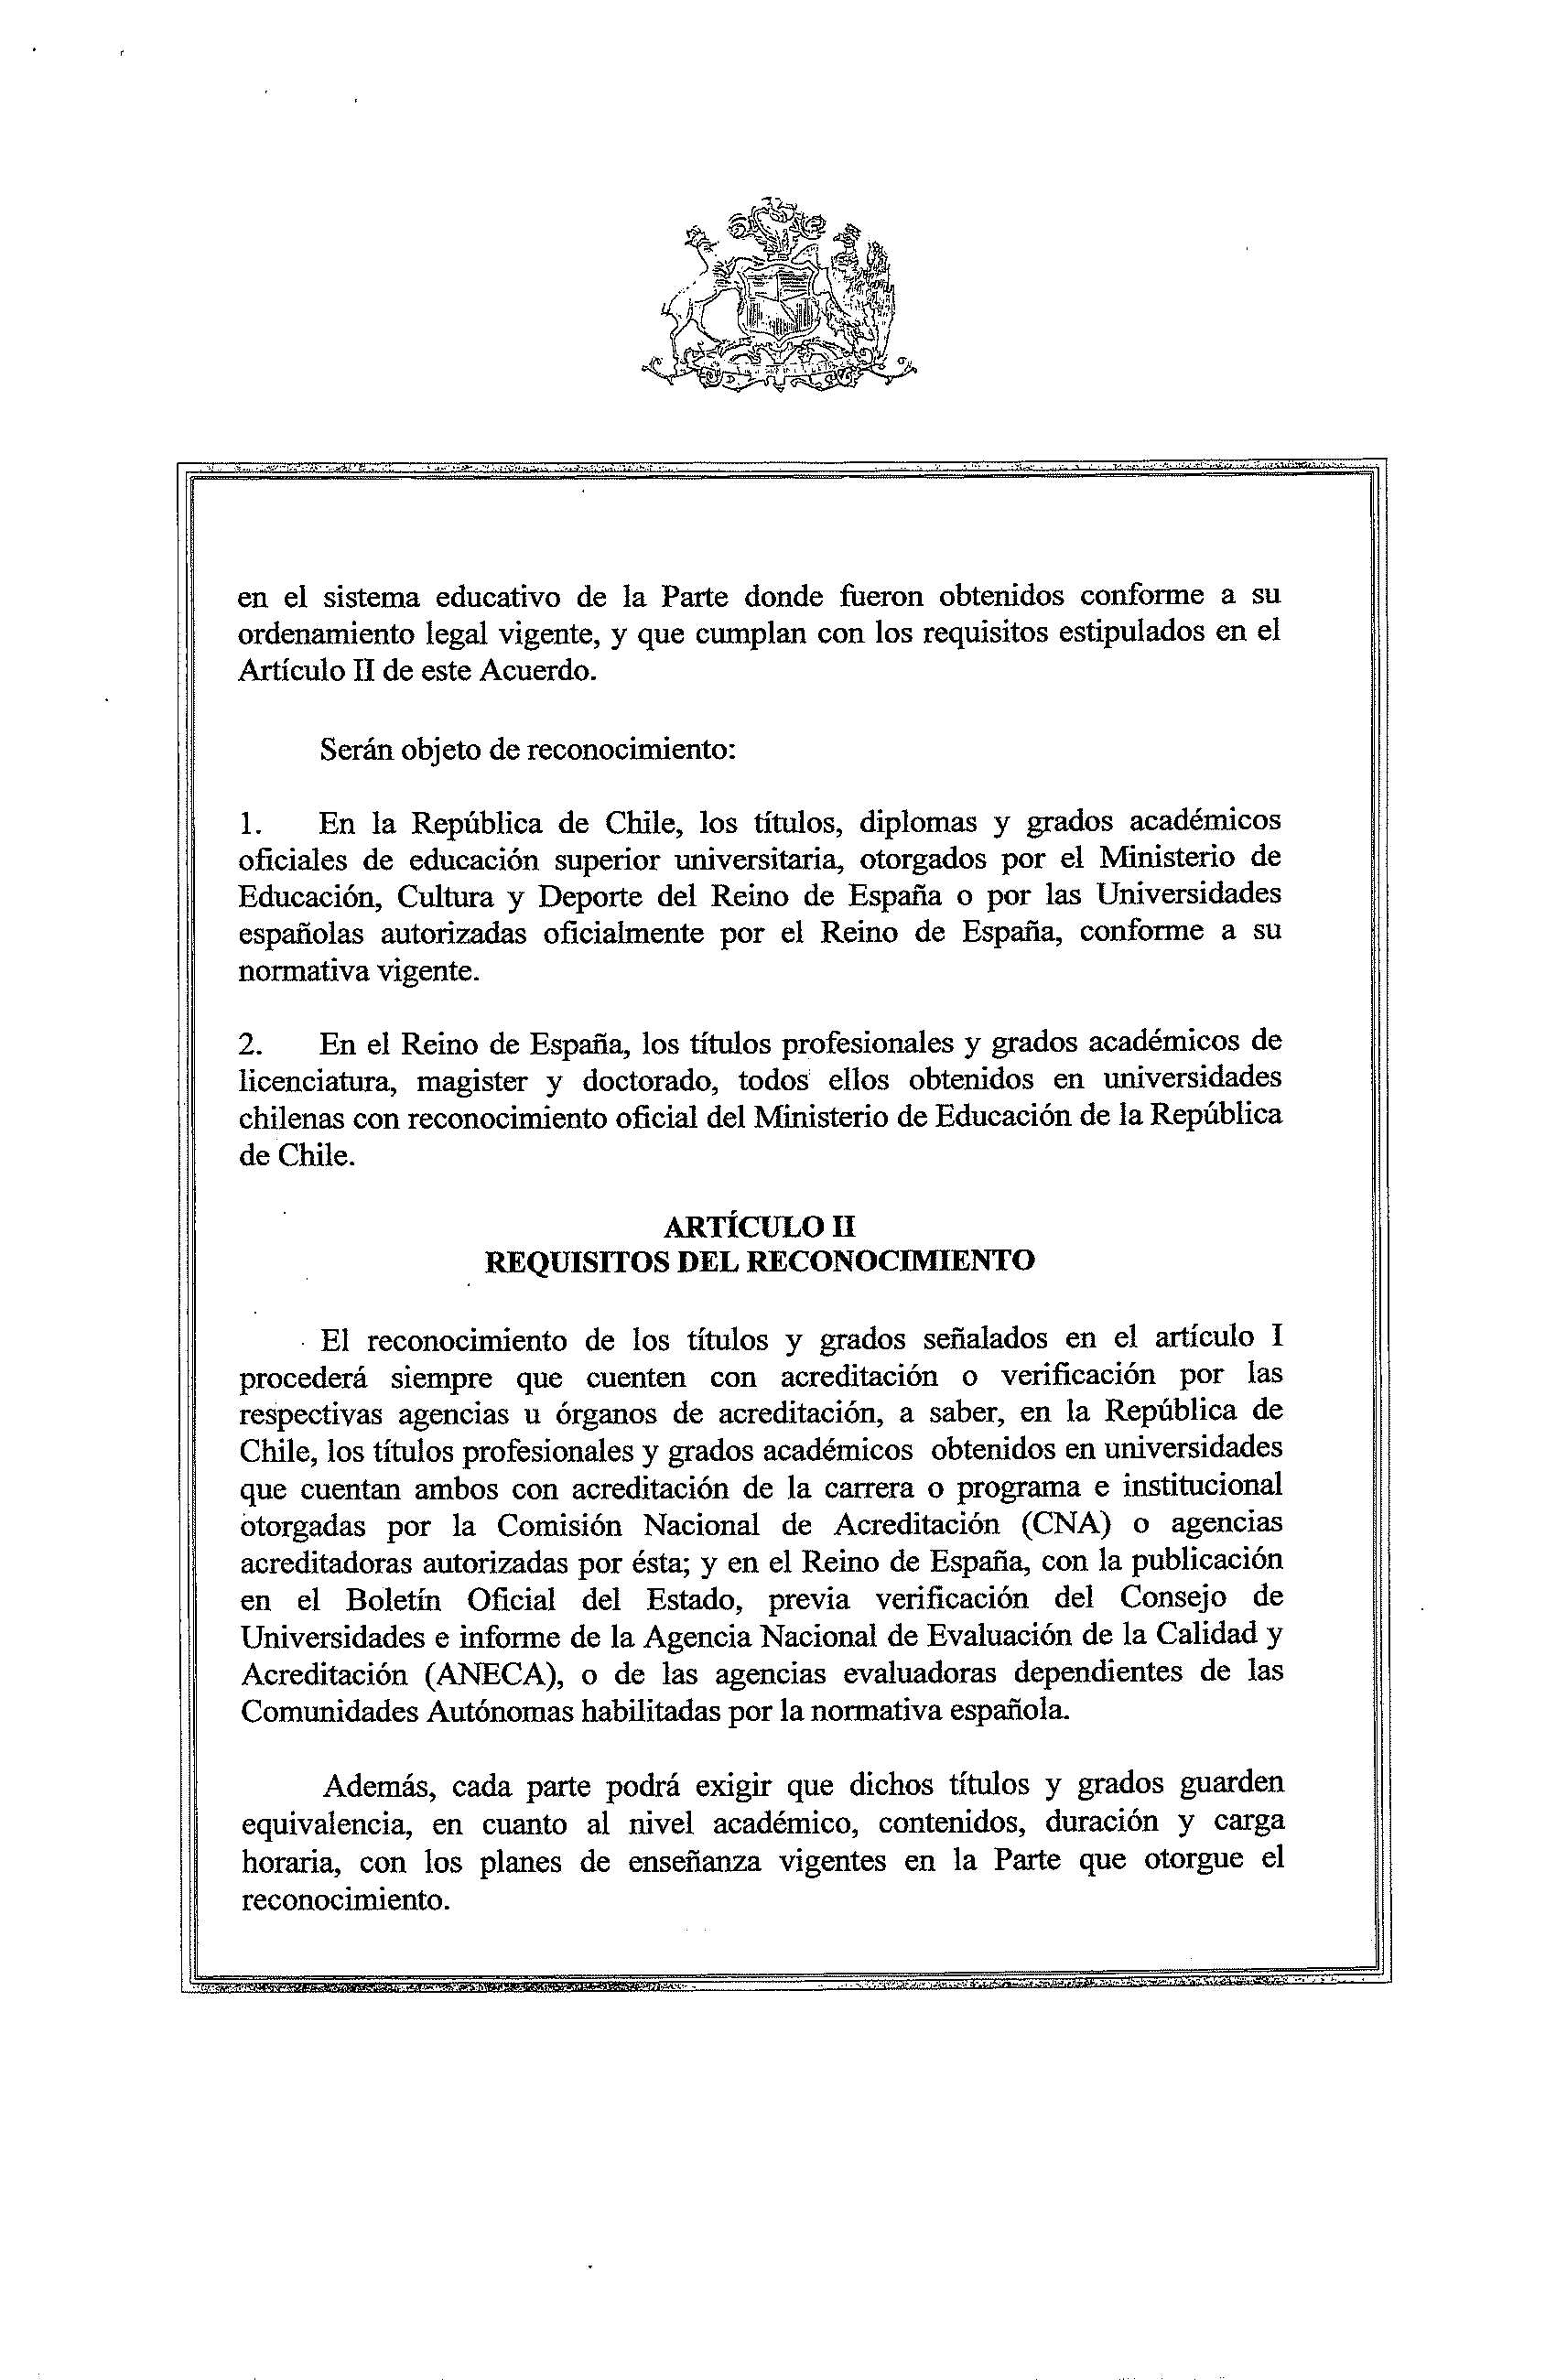 en el sistema educativo de la Parte donde fueron obtenidos conforme a su
ordenamiento legal vigente, y que cumplan con los requisitos estipulados en el
Artículo II de este Acuerdo.
Serán objeto de reconocimiento:
1. En la República de Chile, los títulos, diplomas y grados académicos
oficiales de educación superior universitaria, otorgados por el Ministerio de
Educación, Cultura y Deporte del Reino de España o por las Universidades
españolas autorizadas oficialmente por el Reino de España, conforme a su
normativa vigente.
2. En el Reino de España, los títulos profesionales y grados académicos de
licenciatura, magister y doctorado, todos ellos obtenidos en universidades
chilenas con reconocimiento oficial del Ministerio de Educación de la República
de Chile.
ARTÍCULO II
REQUISITOS DEL RECONOCIMIENTO
El reconocimiento de los títulos y grados señalados en el artículo I
procederá siempre que cuenten con acreditación o verificación por las
respectivas agencias u órganos de acreditación, a saber, en la República de
Chile, los títulos profesionales y grados académicos obtenidos en universidades
que cuentan ambos con acreditación de la carrera o programa e institucional
otorgadas por la Comisión Nacional de Acreditación (CNA) o agencias
acreditadoras autorizadas por ésta; y en el Reino de España, con la publicación
en el Boletín Oficial del Estado, previa verificación del Consejo de
Universidades e informe de la Agencia Nacional de Evaluación de la Calidad y
Acreditación (ANECA), o de las agencias evaluadoras dependientes de las
Comunidades Autónomas habilitadas por la normativa española.
Además, cada parte podrá exigir que dichos títulos y grados guarden
equivalencia, en cuanto al nivel académico, contenidos, duración y carga
horaria, con los planes de enseñanza vigentes en la Parte que otorgue el
reconocimiento.